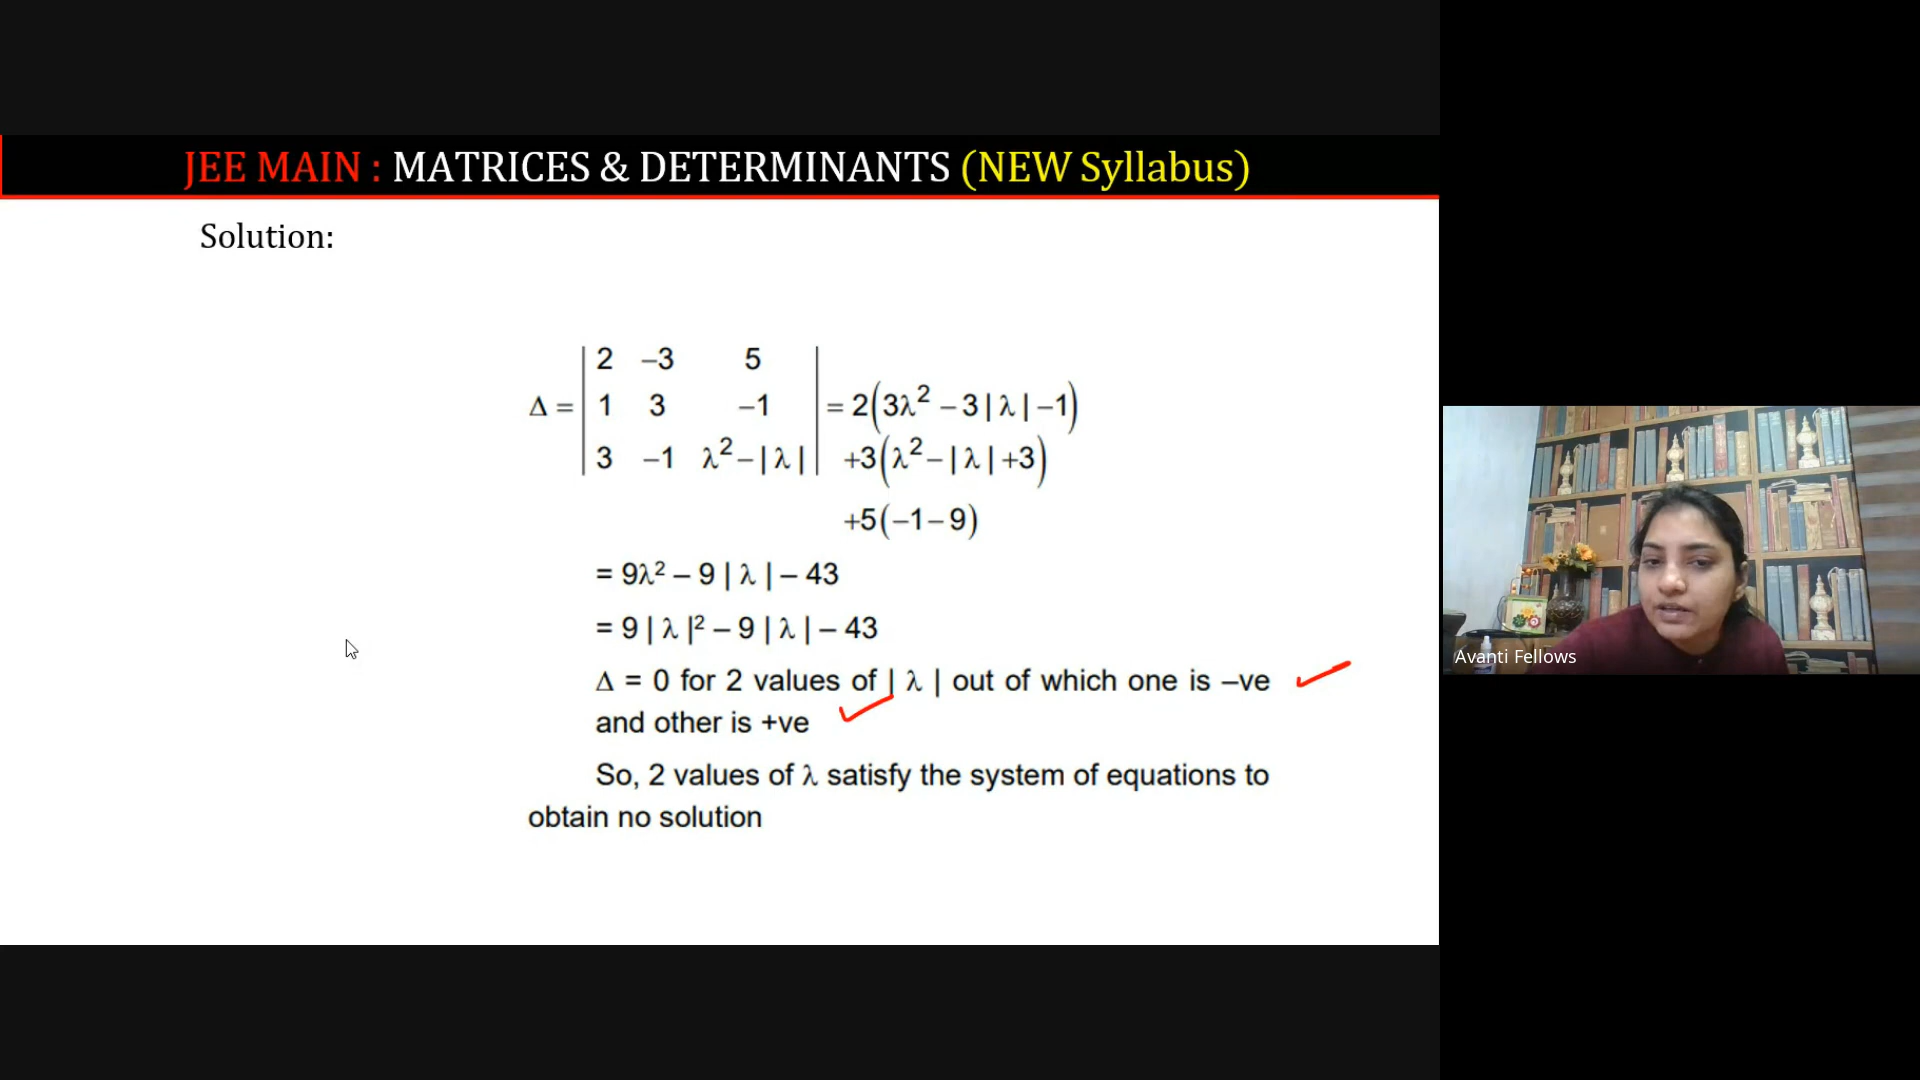 JEE MAIN : MATRICES & DETERMINANTS (NEW Syllabus)
Solution:
Δ = | 2 –3 5 |
| 1 3 –1 | = 2(3λ² – 3|λ| –1)
| 3 –1 λ² – |λ| | +3(λ² – |λ| +3)
+5(–1 – 9)
= 9λ² – 9 | λ | – 43
= 9 | λ |² – 9 | λ | – 43
Δ = 0 for 2 values of | λ | out of which one is –ve
and other is +ve
So, 2 values of λ satisfy the system of equations to
obtain no solution
Avanti Fellows